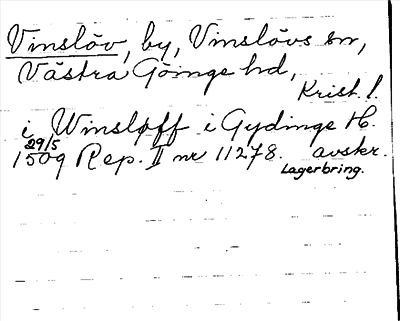 Vinslöv, by, Vinslövs sn,
Västra Göinge hd,
Krist. l.
i Winsløff i Gydinge H.
29/5
1509 Rep. II nr 11278. avskr.
Lagerbring.